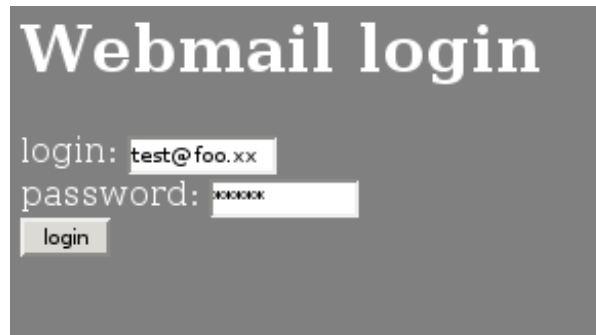 Webmail login
login: test@foo.xx
password: *****
login